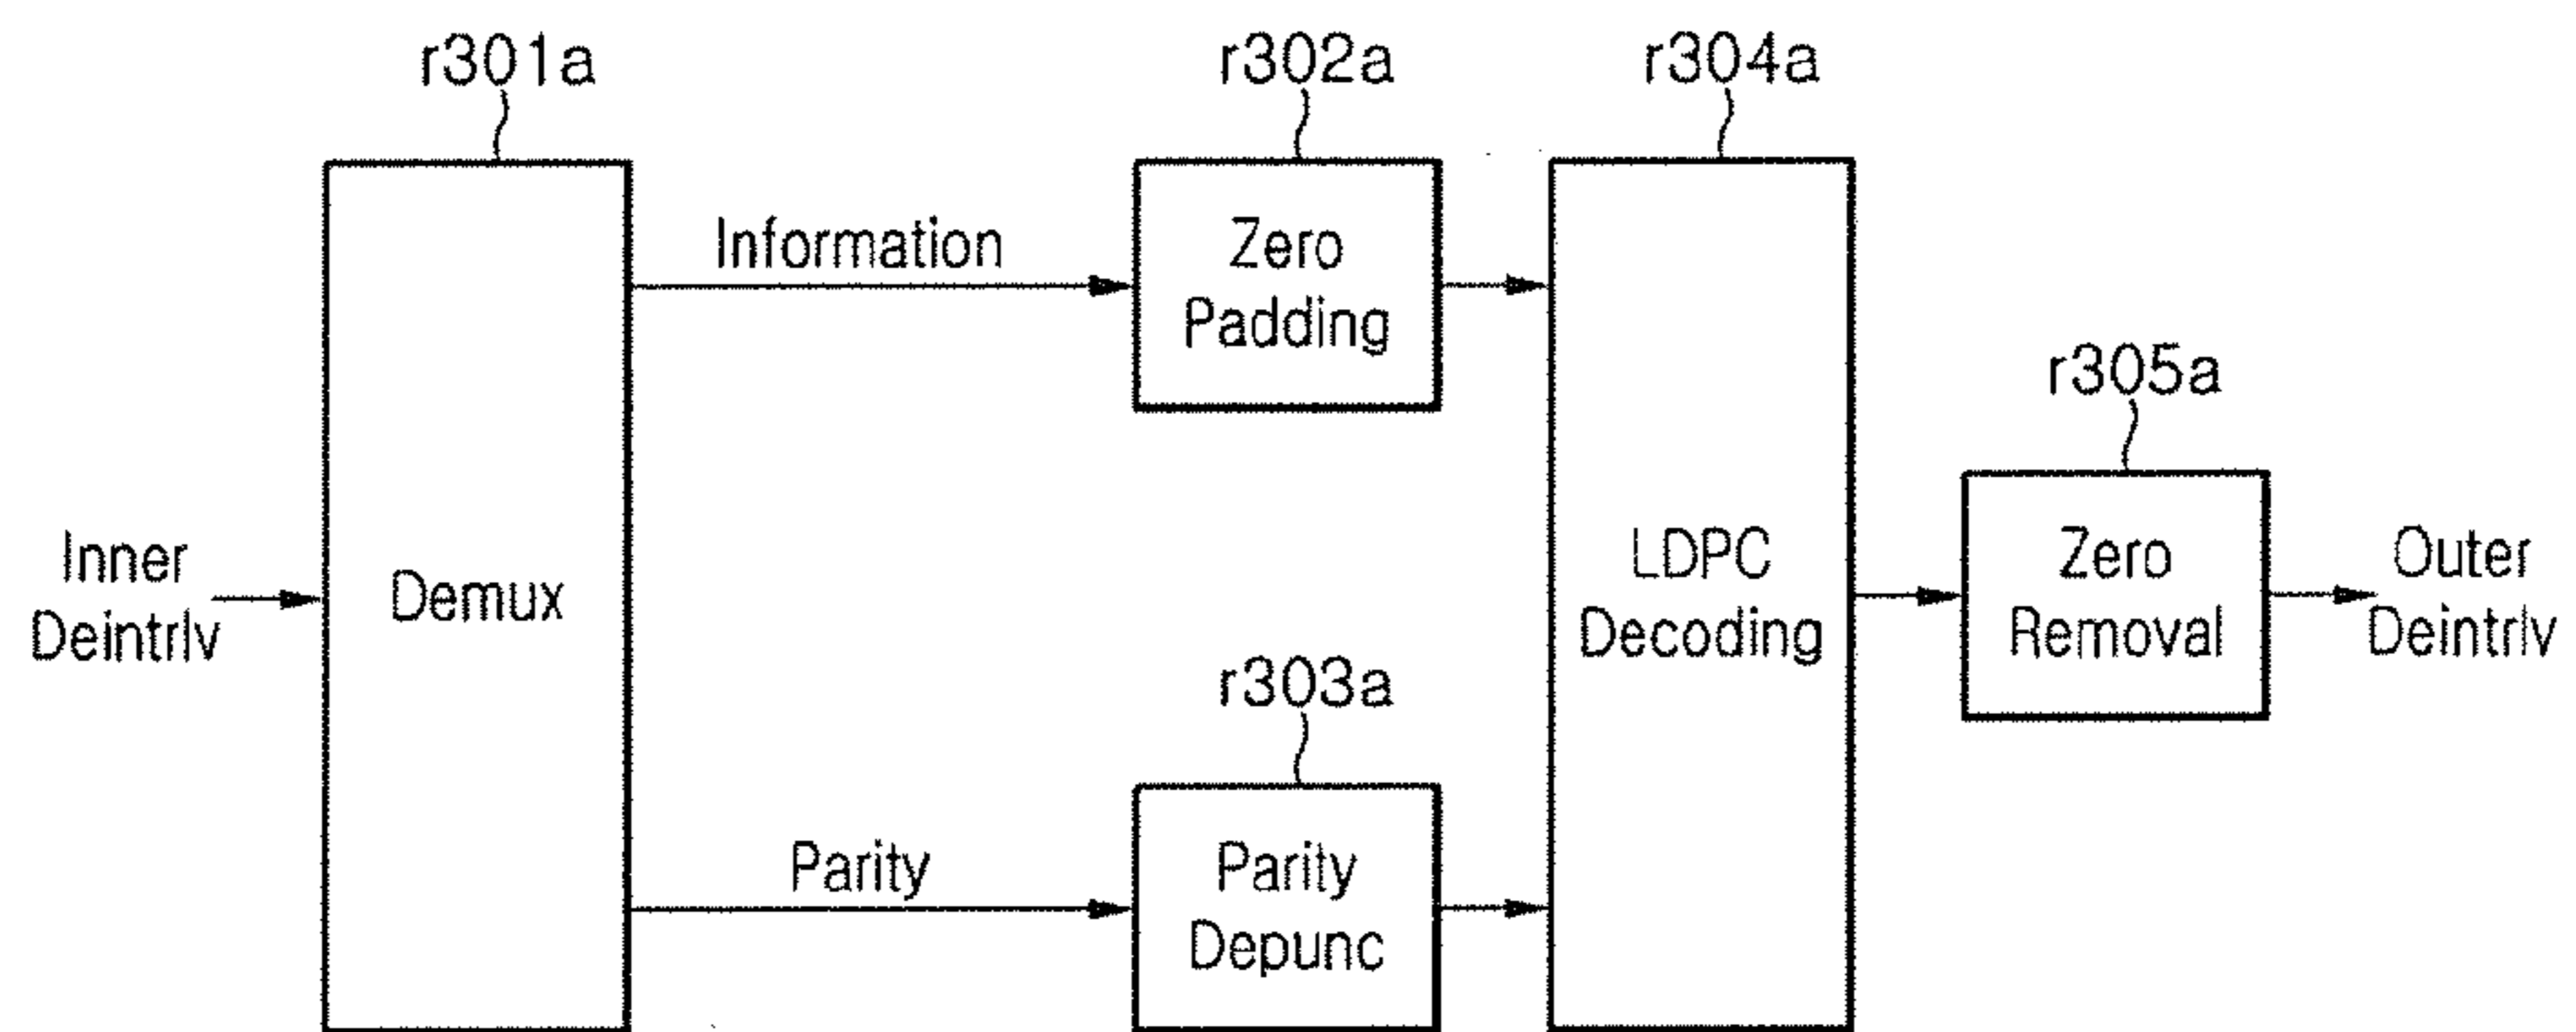 r301a
r302a
r304a
Information
Zero
Padding
r305a
Inner
Deintrlv
Demux
LDPC
Decoding
Zero
Removal
Outer
Deintrlv
r303a
Parity
Parity
Depunc